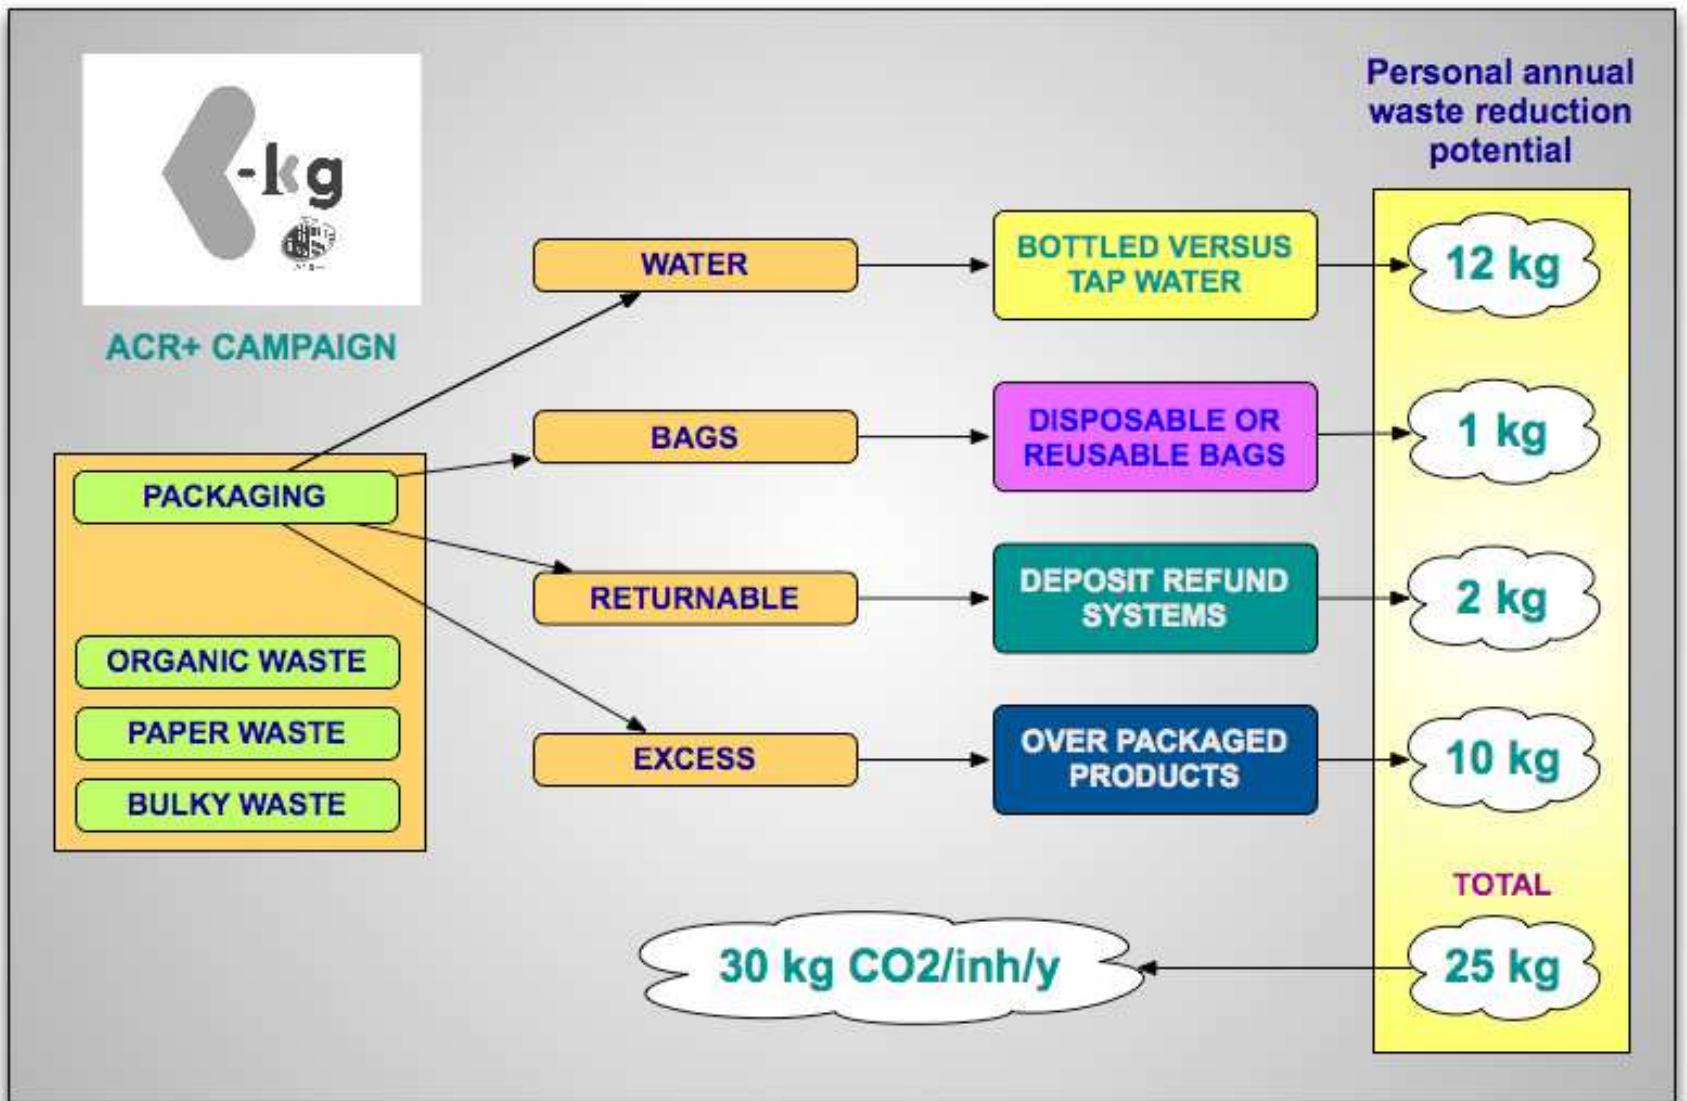 -kg
ACR+ CAMPAIGN
PACKAGING
ORGANIC WASTE
PAPER WASTE
BULKY WASTE
WATER
BAGS
RETURNABLE
EXCESS
BOTTLED VERSUS
TAP WATER
DISPOSABLE OR
REUSABLE BAGS
DEPOSIT REFUND
SYSTEMS
OVER PACKAGED
PRODUCTS
Personal annual
waste reduction
potential
12 kg
1 kg
2 kg
10 kg
TOTAL
25 kg
30 kg CO2/inh/y